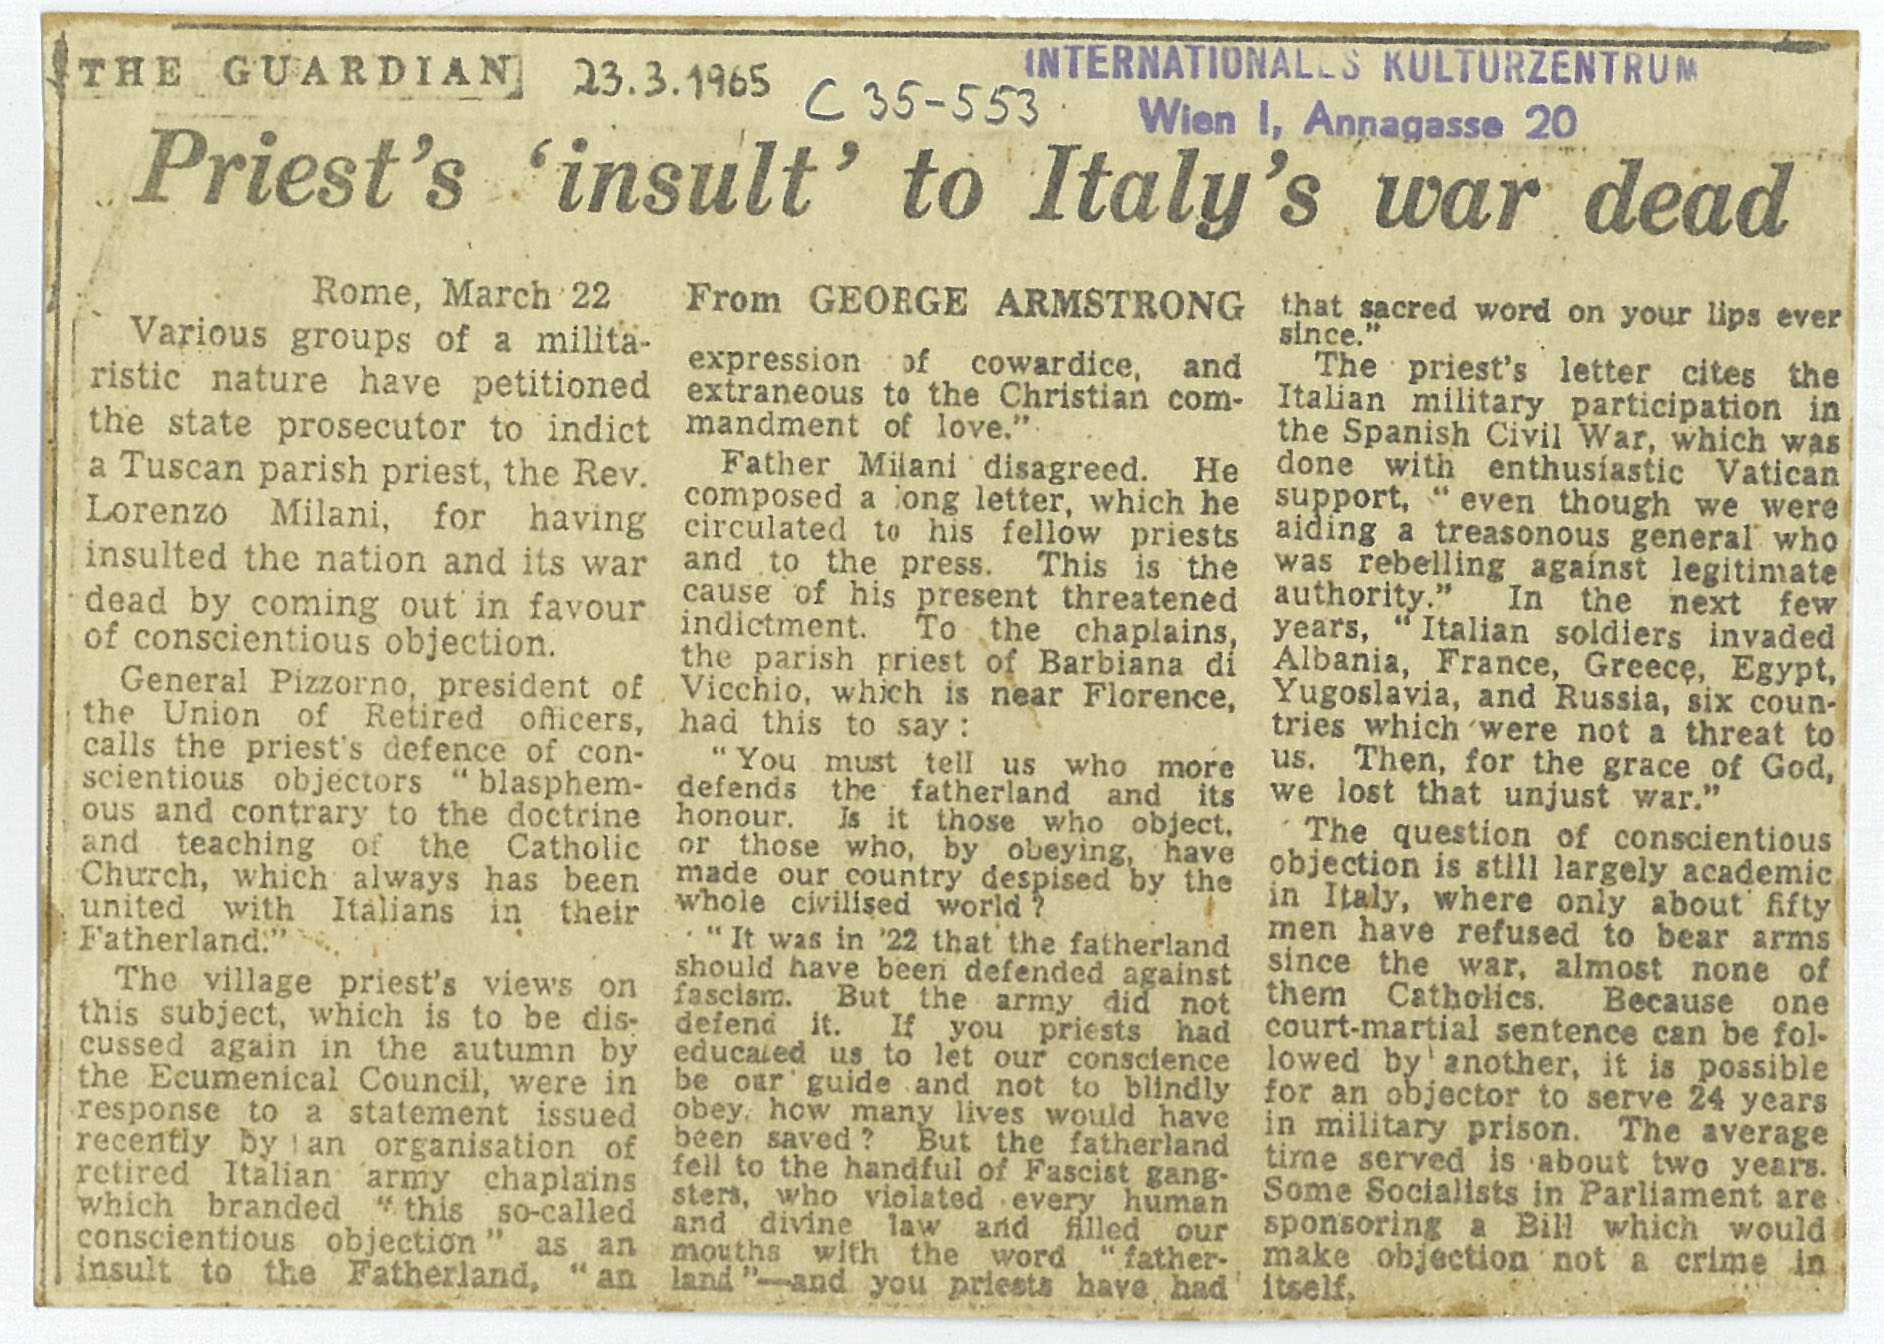 THE GUARDIAN
23.3.1965
C 35-553
INTERNATIONALES KULTURZENTRUM
Wien I, Annagasse 20
Priest's 'insult' to Italy's war dead
Rome, March 22
Various groups of a milita-
ristic nature have petitioned
the state prosecutor to indict
a Tuscan parish priest, the Rev.
Lorenzo Milani, for having
insulted the nation and its war
dead by coming out in favour
of conscientious objection.
General Pizzorno, president of
the Union of Retired officers,
calls the priest's defence of con-
scientious objectors "blasphem-
ous and contrary to the doctrine
and teaching of the Catholic
Church, which always has been
united with Italians in their
Fatherland."
The village priest's views on
this subject, which is to be dis-
cussed again in the autumn by
the Ecumenical Council, were in
response to a statement issued
recently by an organisation of
retired Italian army chaplains
which branded "this so-called
conscientious objection" as an
insult to the Fatherland, "an
From GEORGE ARMSTRONG
expression of cowardice, and
extraneous to the Christian com-
mandment of love."
Father Milani disagreed. He
composed a long letter, which he
circulated to his fellow priests
and to the press. This is the
cause of his present threatened
indictment. To the chaplains,
the parish priest of Barbiana di
Vicchio, which is near Florence,
had this to say:
"You must tell us who more
defends the fatherland and its
honour. Is it those who object,
or those who, by obeying, have
made our country despised by the
whole civilised world?
"It was in '22 that the fatherland
should have been defended against
fascism. But the army did not
defend it. If you priests had
educated us to let our conscience
be our guide and not to blindly
obey, how many lives would have
been saved? But the fatherland
fell to the handful of Fascist gang-
sters, who violated every human
and divine law and filled our
mouths with the word "father-
land"—and you priests have had
that sacred word on your lips ever
since."
The priest's letter cites the
Italian military participation in
the Spanish Civil War, which was
done with enthusiastic Vatican
support, "even though we were
aiding a treasonous general who
was rebelling against legitimate
authority." In the next few
years, "Italian soldiers invaded
Albania, France, Greece, Egypt,
Yugoslavia, and Russia, six coun-
tries which were not a threat to
us. Then, for the grace of God,
we lost that unjust war."
The question of conscientious
objection is still largely academic
in Italy, where only about fifty
men have refused to bear arms
since the war, almost none of
them Catholics. Because one
court-martial sentence can be fol-
lowed by another, it is possible
for an objector to serve 24 years
in military prison. The average
time served is about two years.
Some Socialists in Parliament are
sponsoring a Bill which would
make objection not a crime in
itself.